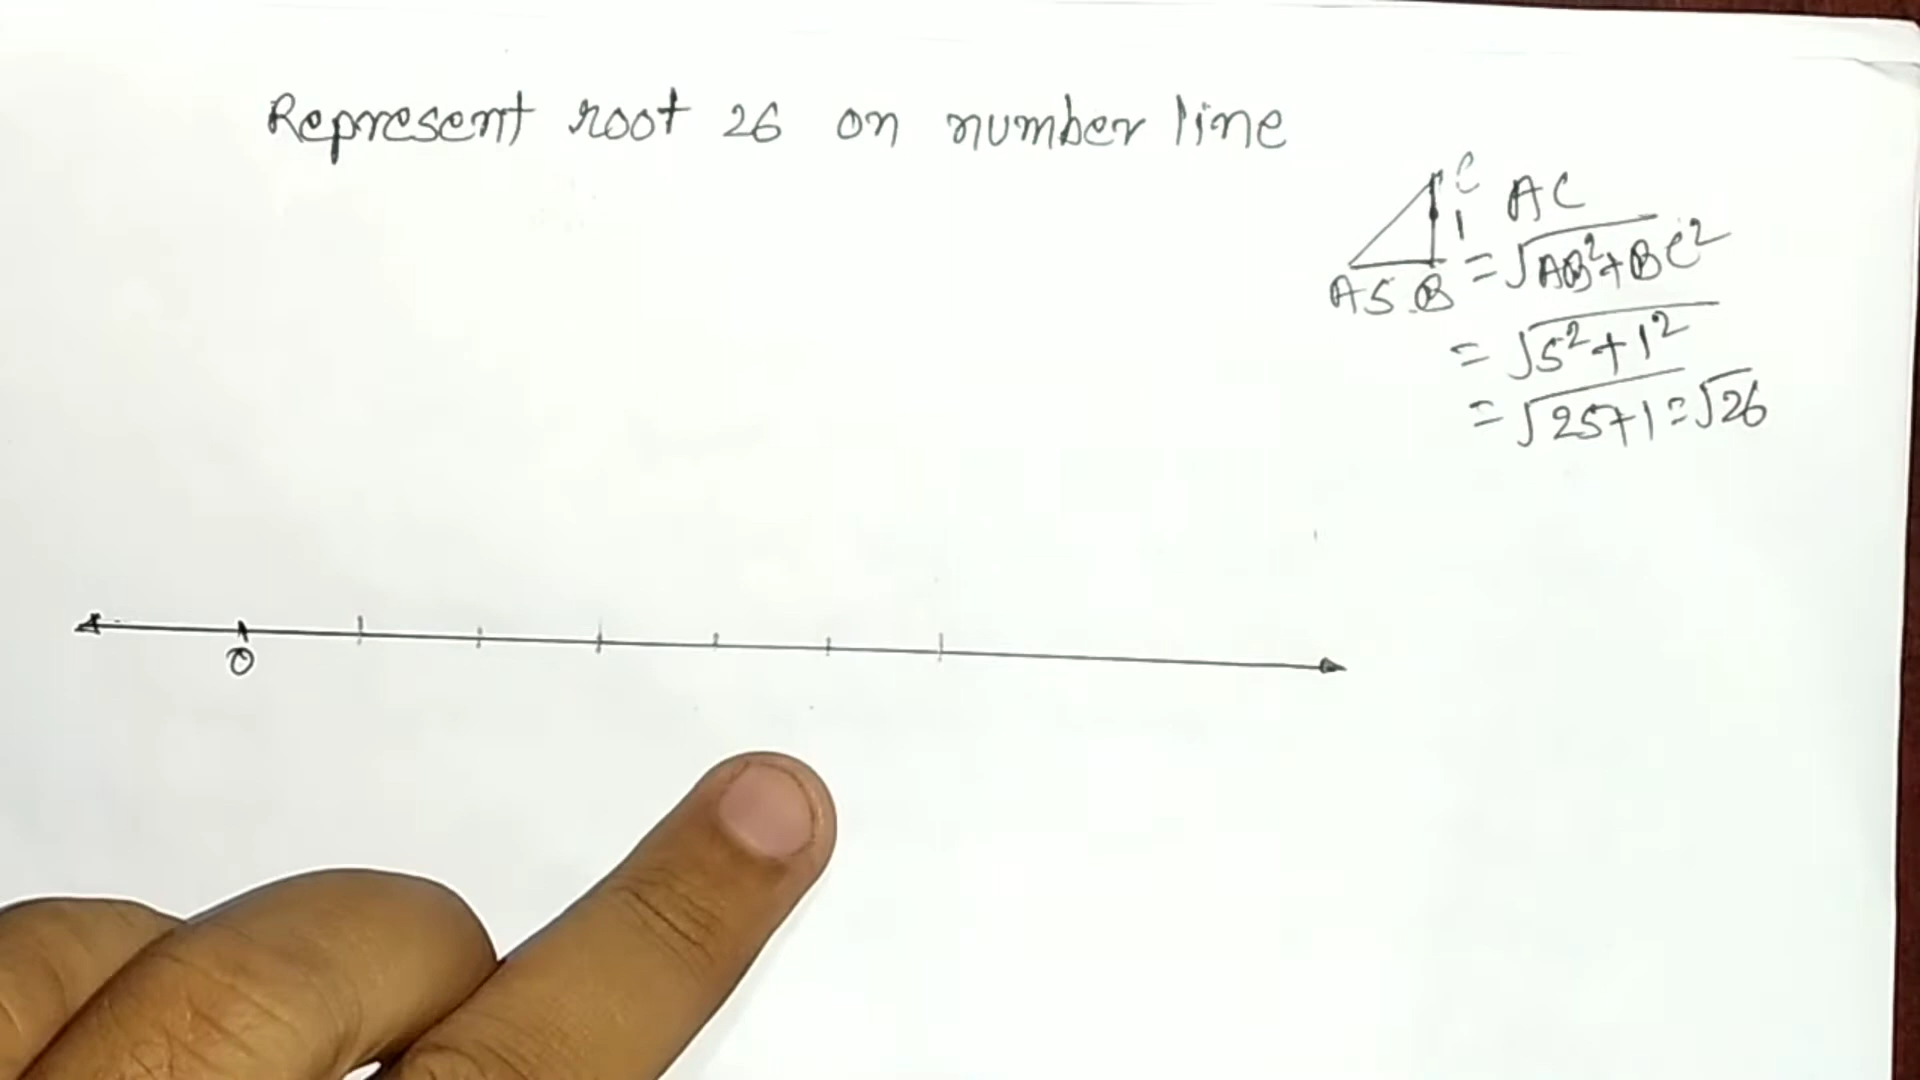 Represent root 26 on number line
C
1
A 5 B
AC
= √AB²+BC²
= √5²+1²
= √25+1 = √26
0